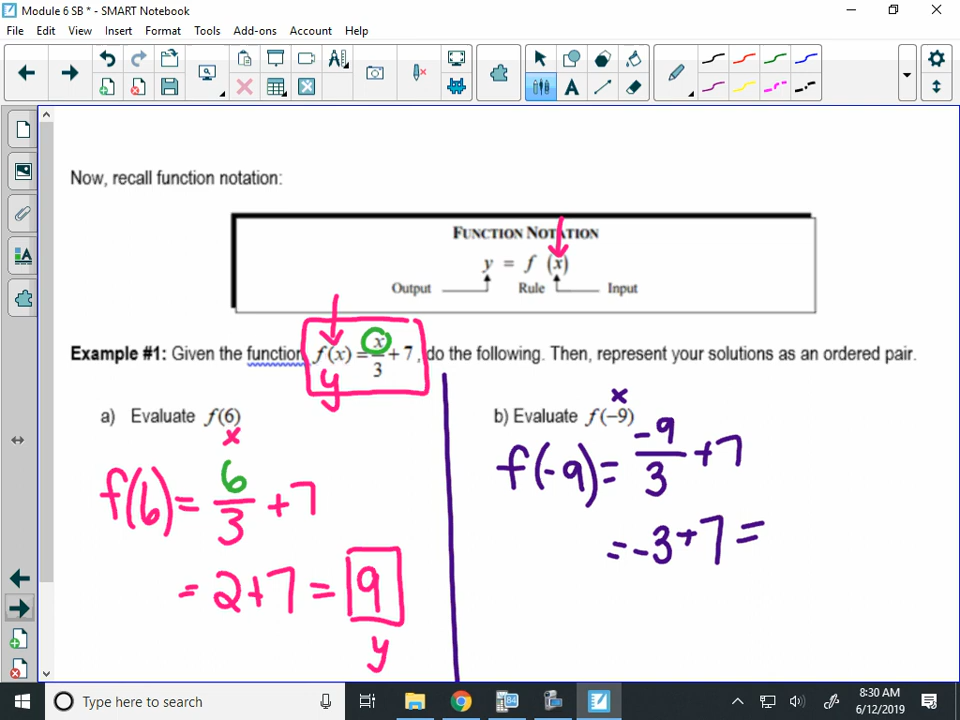 Module 6 SB * - SMART Notebook
File Edit View Insert Format Tools Add-ons Account Help
Now, recall function notation:
FUNCTION NOTATION
y = f (x)
Output Rule Input
Example #1: Given the function f(x) = x/3 + 7, do the following. Then, represent your solutions as an ordered pair.
y
a) Evaluate f(6)
x
f(6) = 6/3 + 7
= 2 + 7 = 9
y
x
b) Evaluate f(−9)
f(-9) = -9/3 + 7
= -3 + 7 =
Type here to search
8:30 AM
6/12/2019